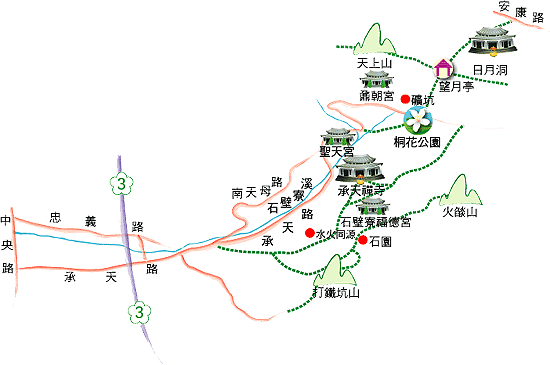 安康路
天上山
日月洞
望月亭
鼐朝宮
礦坑
桐花公園
聖天宮
承天禪寺
南天母路
石壁寮溪
火燄山
石壁寮福德宮
承天路
水火同源
石園
3
中央路
忠義路
承天路
打鐵坑山
3